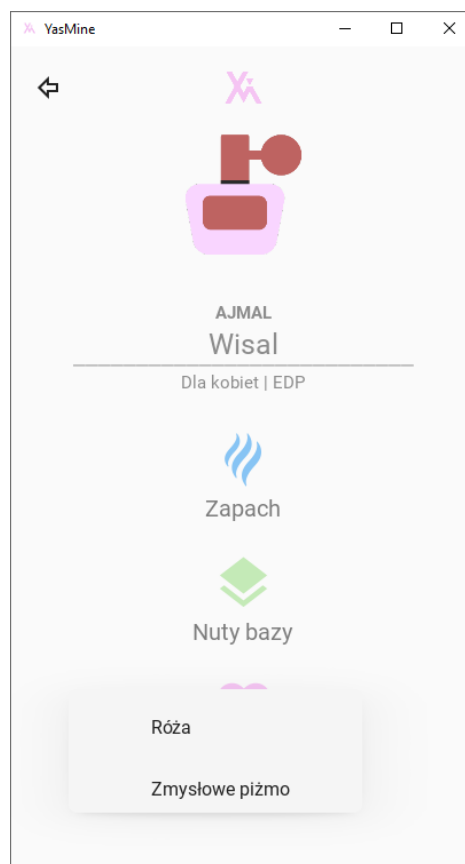 YasMine
AJMAL
Wisal
Dla kobiet | EDP
Zapach
Nuty bazy
Róża
Zmysłowe piżmo